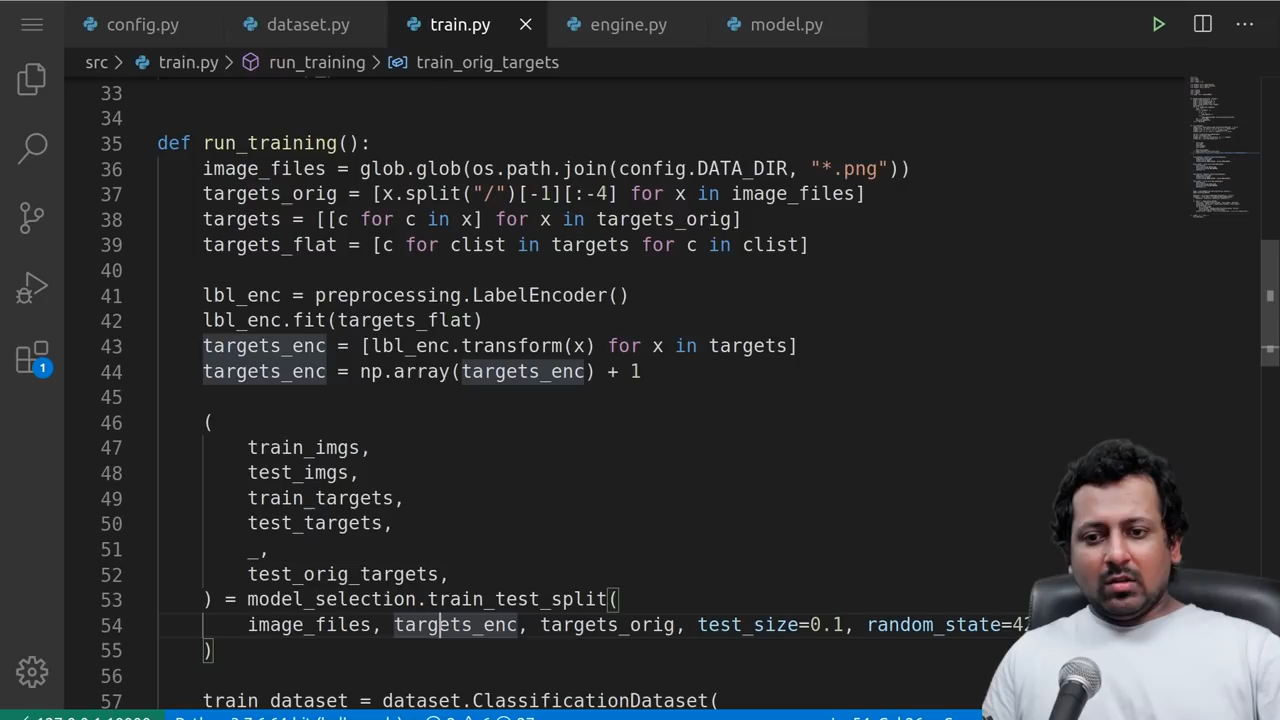 config.py dataset.py train.py engine.py model.py
src > train.py > run_training > train_orig_targets
33
34
35 def run_training():
36 image_files = glob.glob(os.path.join(config.DATA_DIR, "*.png"))
37 targets_orig = [x.split("/")[-1][:-4] for x in image_files]
38 targets = [[c for c in x] for x in targets_orig]
39 targets_flat = [c for clist in targets for c in clist]
40
41 lbl_enc = preprocessing.LabelEncoder()
42 lbl_enc.fit(targets_flat)
43 targets_enc = [lbl_enc.transform(x) for x in targets]
44 targets_enc = np.array(targets_enc) + 1
45
46 (
47 train_imgs,
48 test_imgs,
49 train_targets,
50 test_targets,
51 _,
52 test_orig_targets,
53 ) = model_selection.train_test_split(
54 image_files, targets_enc, targets_orig, test_size=0.1, random_state=42
55 )
56
57 train_dataset = dataset.ClassificationDataset(
1